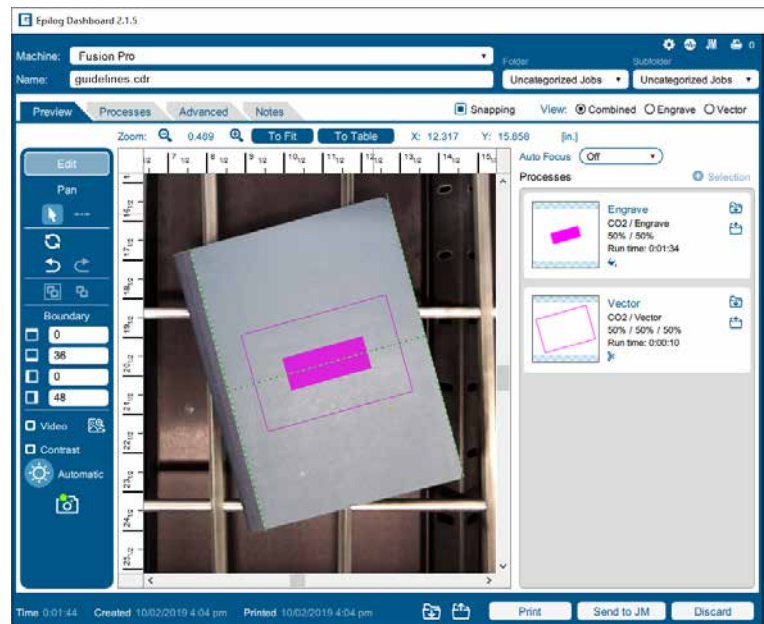 Epilog Dashboard 2.1.5
Machine: Fusion Pro
JM 0
Folder Subfolder
Name: guidelines.cdr Uncategorized Jobs Uncategorized Jobs
Preview Processes Advanced Notes Snapping View: Combined Engrave Vector
Zoom: 0.489 To Fit To Table X: 12.317 Y: 15.858 [in.]
Auto Focus Off
Edit
Pan
Processes Selection
Engrave
CO2 / Engrave
50% / 50%
Run time: 0:01:34
Vector
CO2 / Vector
50% / 50% / 50%
Run time: 0:00:10
Boundary
0
36
0
48
Video
Contrast
Automatic
Time 0:01:44 Created 10/02/2019 4:04 pm Printed 10/02/2019 4:04 pm Print Send to JM Discard